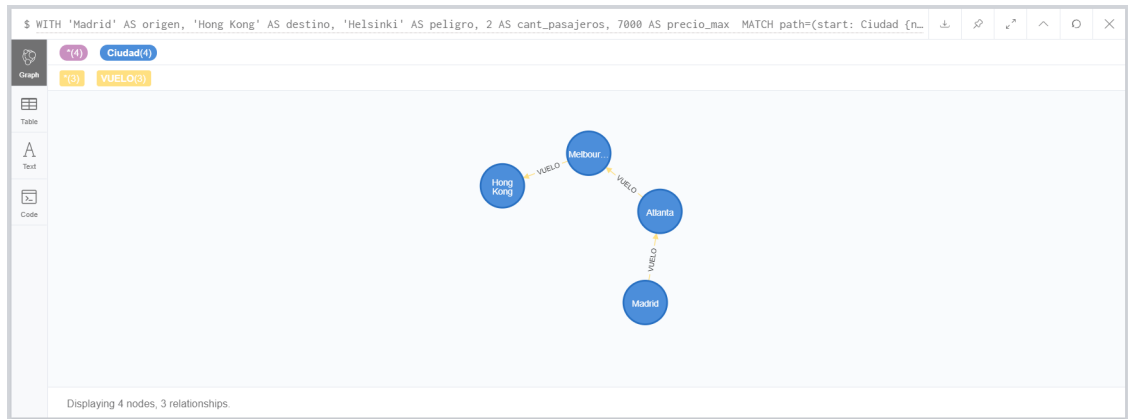 $ WITH 'Madrid' AS origen, 'Hong Kong' AS destino, 'Helsinki' AS peligro, 2 AS cant_pasajeros, 7000 AS precio_max  MATCH path=(start: Ciudad {n…
*(4) Ciudad(4)
Graph
*(3) VUELO(3)
Table
Text
Code
Melbour…
VUELO
Hong
Kong
VUELO
Atlanta
VUELO
Madrid
Displaying 4 nodes, 3 relationships.